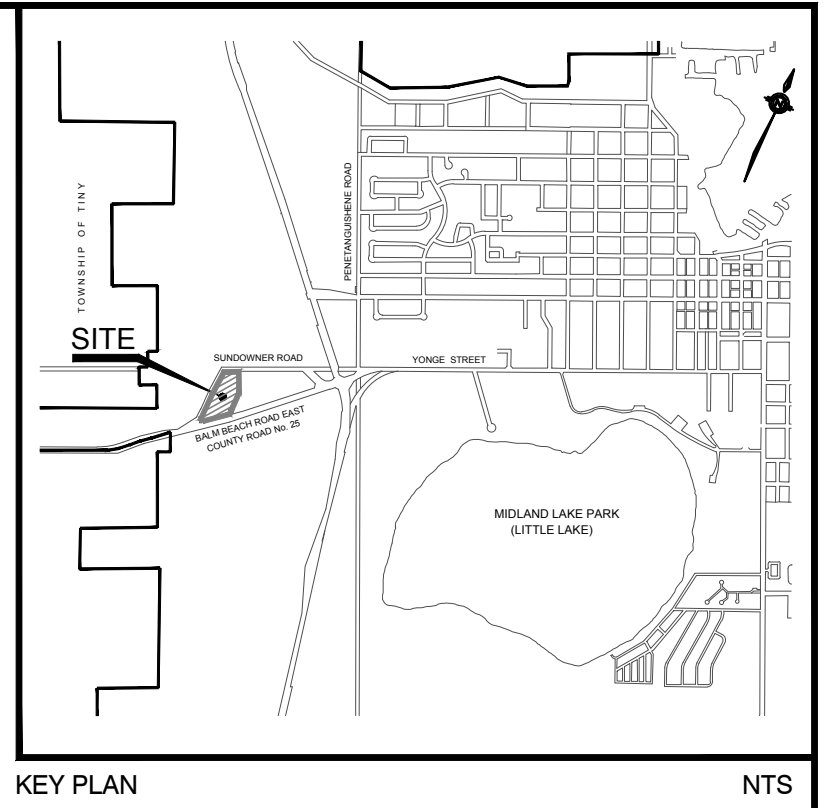 TOWNSHIP OF TINY
PENETANGUISHENE ROAD
SITE
SUNDOWNER ROAD
YONGE STREET
BALM BEACH ROAD EAST
COUNTY ROAD No. 25
MIDLAND LAKE PARK
(LITTLE LAKE)
KEY PLAN
NTS